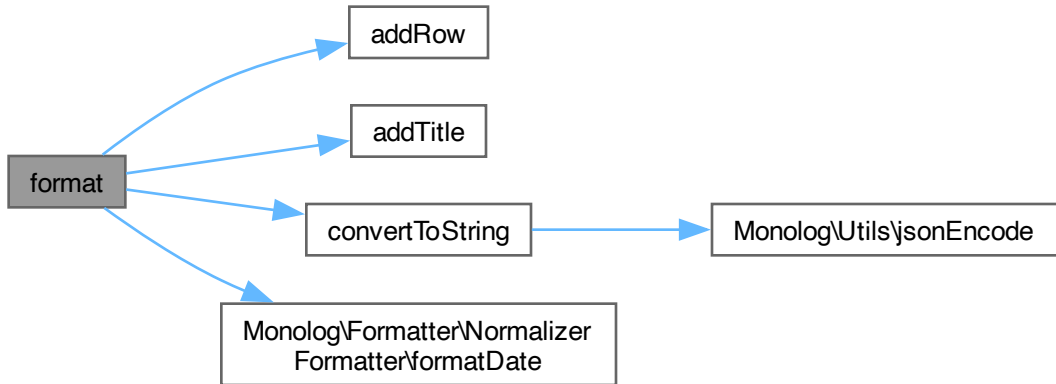 addRow
addTitle
format
convertToString
Monolog\Utils\jsonEncode
Monolog\Formatter\Normalizer
Formatter\formatDate